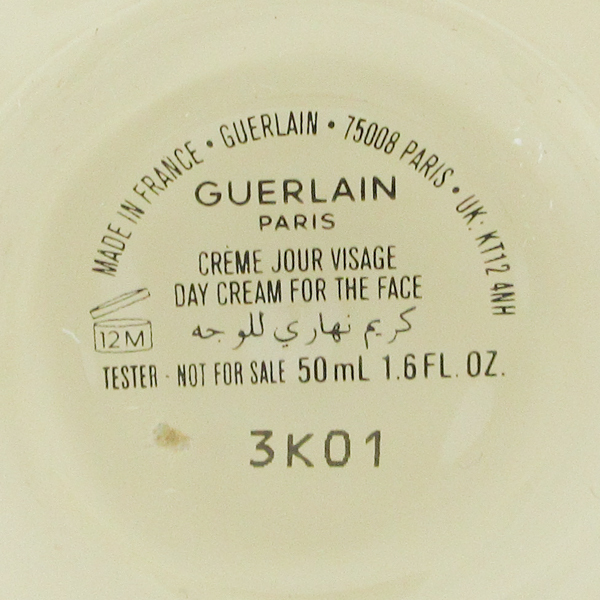 MADE IN FRANCE • GUERLAIN • 75008 PARIS • UK: KT12 4NH
GUERLAIN
PARIS
CRÈME JOUR VISAGE
DAY CREAM FOR THE FACE
كريم نهاري للوجه
12M
TESTER - NOT FOR SALE 50mL 1.6FL. OZ.
3K01